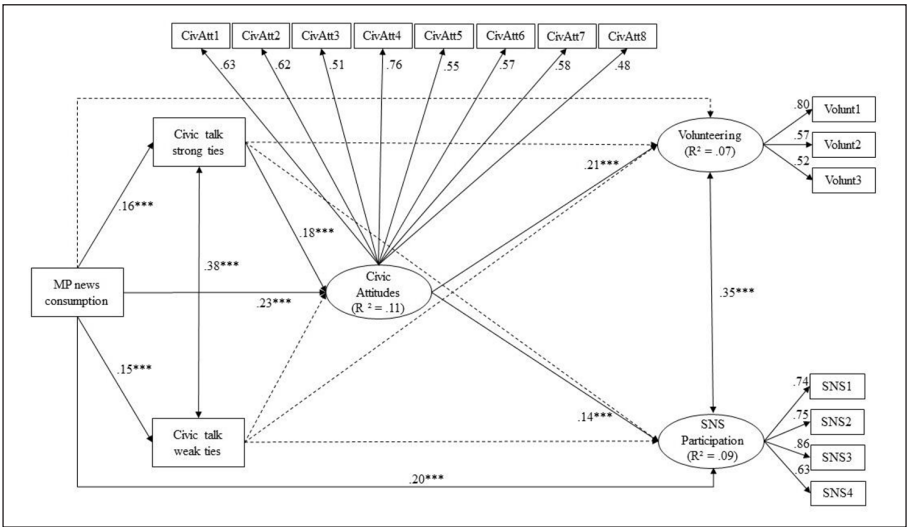 CivAtt1 CivAtt2 CivAtt3 CivAtt4 CivAtt5 CivAtt6 CivAtt7 CivAtt8
.63 .62 .51 .76 .55 .57 .58 .48
Civic talk
strong ties
Volunteering
(R² = .07)
.80
.57
.52
Volunt1
Volunt2
Volunt3
.16***
.18***
.21***
.38***
MP news
consumption
.23***
Civic
Attitudes
(R ² = .11)
.35***
.15***
.14***
Civic talk
weak ties
SNS
Participation
(R² = .09)
.74
.75
.86
.63
SNS1
SNS2
SNS3
SNS4
.20***